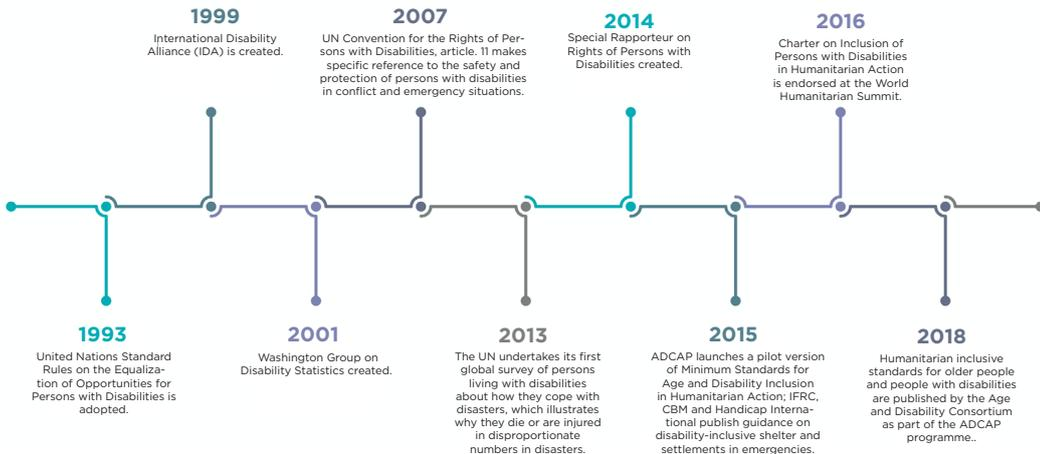 1999
International Disability
Alliance (IDA) is created.
2007
UN Convention for the Rights of Per-
sons with Disabilities, article. 11 makes
specific reference to the safety and
protection of persons with disabilities
in conflict and emergency situations.
2014
Special Rapporteur on
Rights of Persons with
Disabilities created.
2016
Charter on Inclusion of
Persons with Disabilities
in Humanitarian Action
is endorsed at the World
Humanitarian Summit.
1993
United Nations Standard
Rules on the Equaliza-
tion of Opportunities for
Persons with Disabilities is
adopted.
2001
Washington Group on
Disability Statistics created.
2013
The UN undertakes its first
global survey of persons
living with disabilities
about how they cope with
disasters, which illustrates
why they die or are injured
in disproportionate
numbers in disasters.
2015
ADCAP launches a pilot version
of Minimum Standards for
Age and Disability Inclusion
in Humanitarian Action; IFRC,
CBM and Handicap Interna-
tional publish guidance on
disability-inclusive shelter and
settlements in emergencies.
2018
Humanitarian inclusive
standards for older people
and people with disabilities
are published by the Age
and Disability Consortium
as part of the ADCAP
programme..